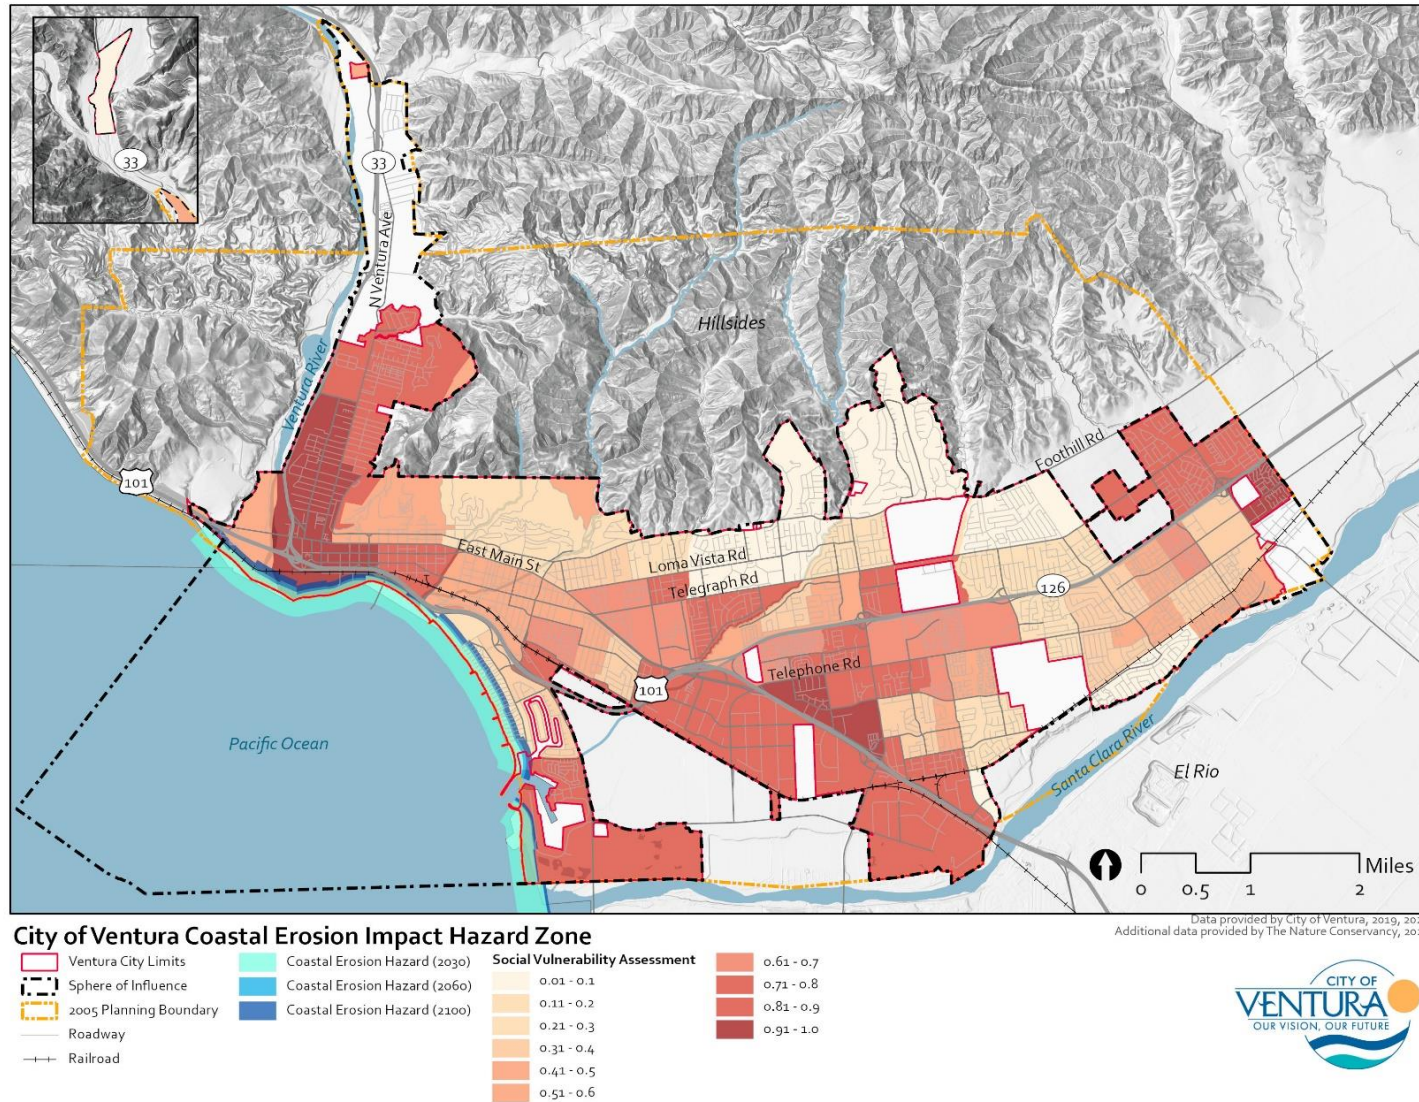 33
33
N Ventura Ave
Hillsides
Ventura River
Foothill Rd
101
East Main St
Loma Vista Rd
Telegraph Rd
126
Telephone Rd
101
Pacific Ocean
Santa Clara River
El Rio
Miles
0 0.5 1 2
Data provided by City of Ventura, 2019,
Additional data provided by The Nature Conservancy,
City of Ventura Coastal Erosion Impact Hazard Zone
Ventura City Limits
Sphere of Influence
2005 Planning Boundary
Roadway
Railroad
Coastal Erosion Hazard (2030)
Coastal Erosion Hazard (2060)
Coastal Erosion Hazard (2100)
Social Vulnerability Assessment
0.01 - 0.1
0.11 - 0.2
0.21 - 0.3
0.31 - 0.4
0.41 - 0.5
0.51 - 0.6
0.61 - 0.7
0.71 - 0.8
0.81 - 0.9
0.91 - 1.0
CITY OF
VENTURA
OUR VISION, OUR FUTURE